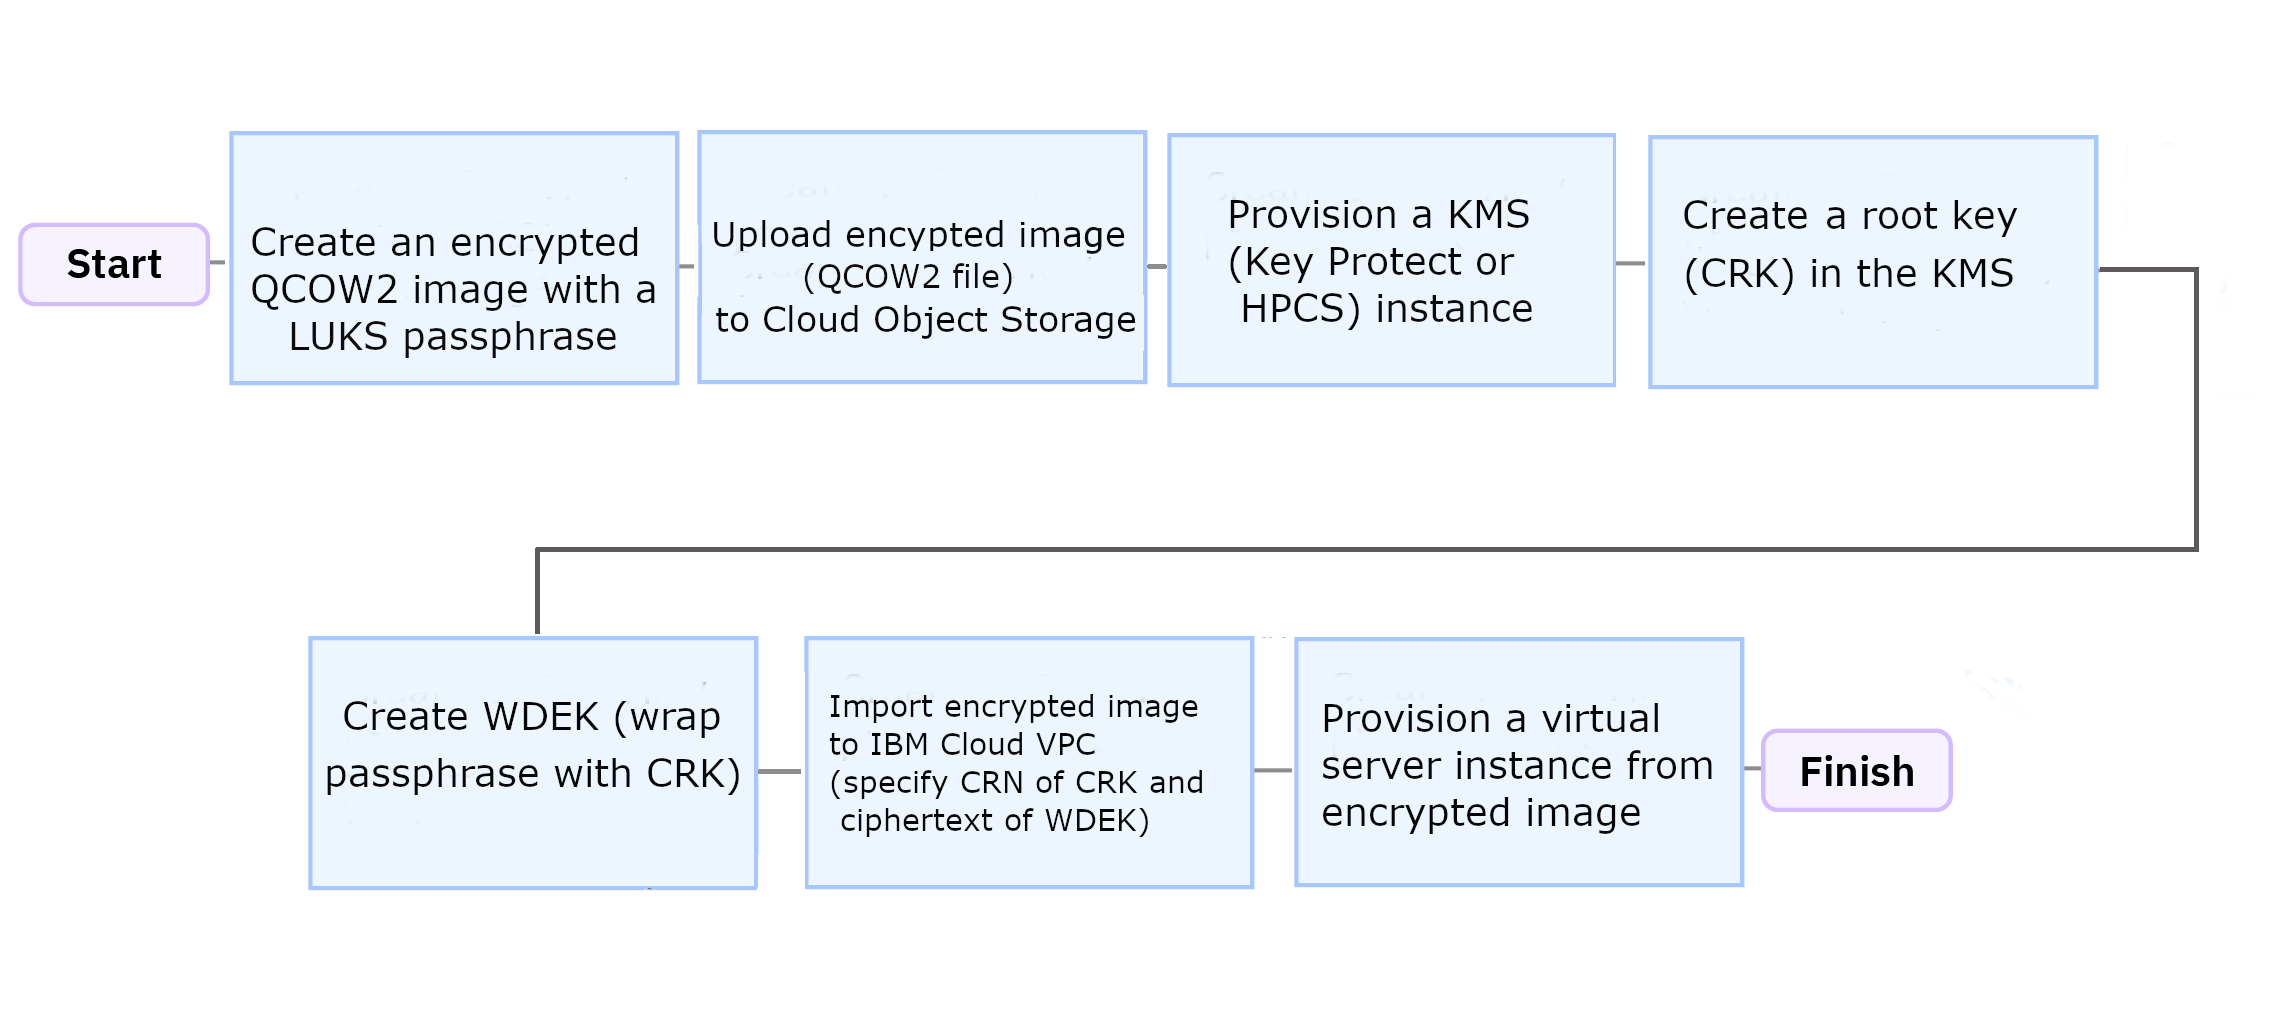 Start
Create an encrypted
QCOW2 image with a
LUKS passphrase
Upload encypted image
(QCOW2 file)
to Cloud Object Storage
Provision a KMS
(Key Protect or
HPCS) instance
Create a root key
(CRK) in the KMS
Create WDEK (wrap
passphrase with CRK)
Import encrypted image
to IBM Cloud VPC
(specify CRN of CRK and
ciphertext of WDEK)
Provision a virtual
server instance from
encrypted image
Finish